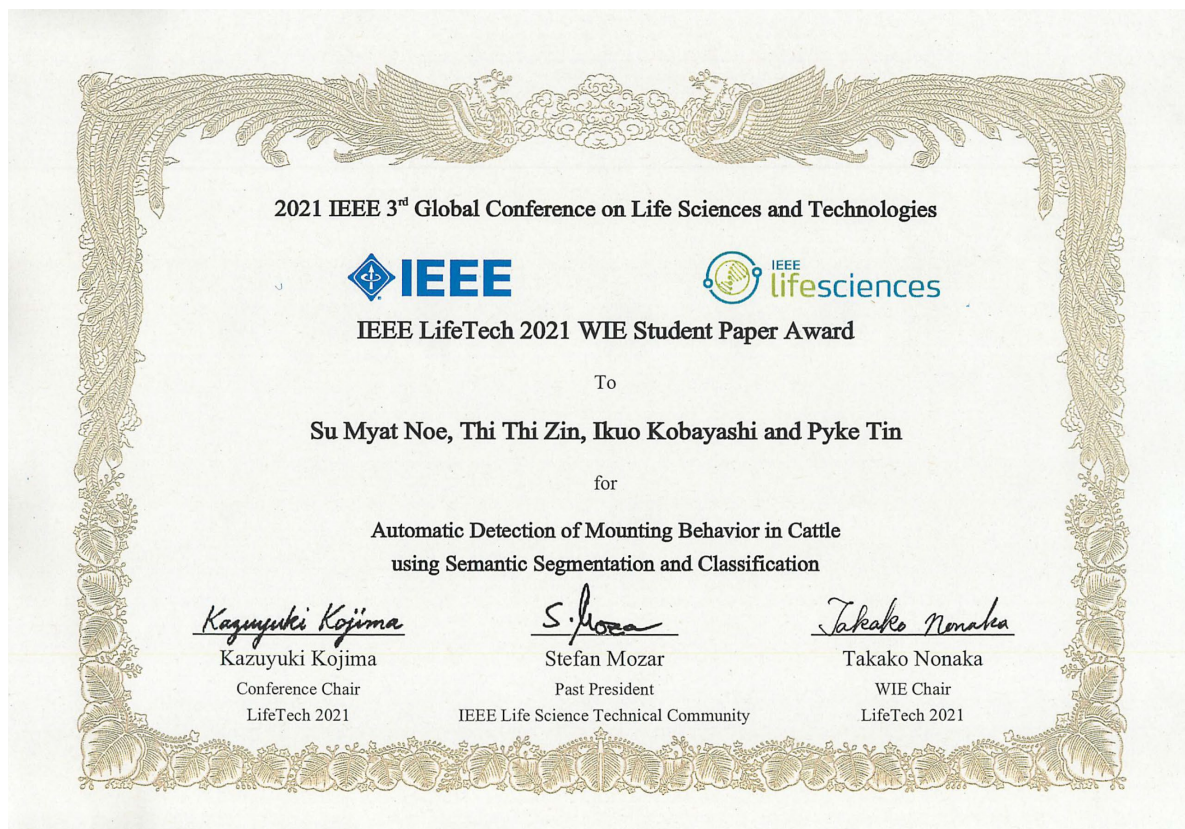 2021 IEEE 3rd Global Conference on Life Sciences and Technologies
IEEE
IEEE
lifesciences
IEEE LifeTech 2021 WIE Student Paper Award
To
Su Myat Noe, Thi Thi Zin, Ikuo Kobayashi and Pyke Tin
for
Automatic Detection of Mounting Behavior in Cattle
using Semantic Segmentation and Classification
Kazuyuki Kojima S. Mozar Takako Nonaka
Kazuyuki Kojima Stefan Mozar Takako Nonaka
Conference Chair Past President WIE Chair
LifeTech 2021 IEEE Life Science Technical Community LifeTech 2021